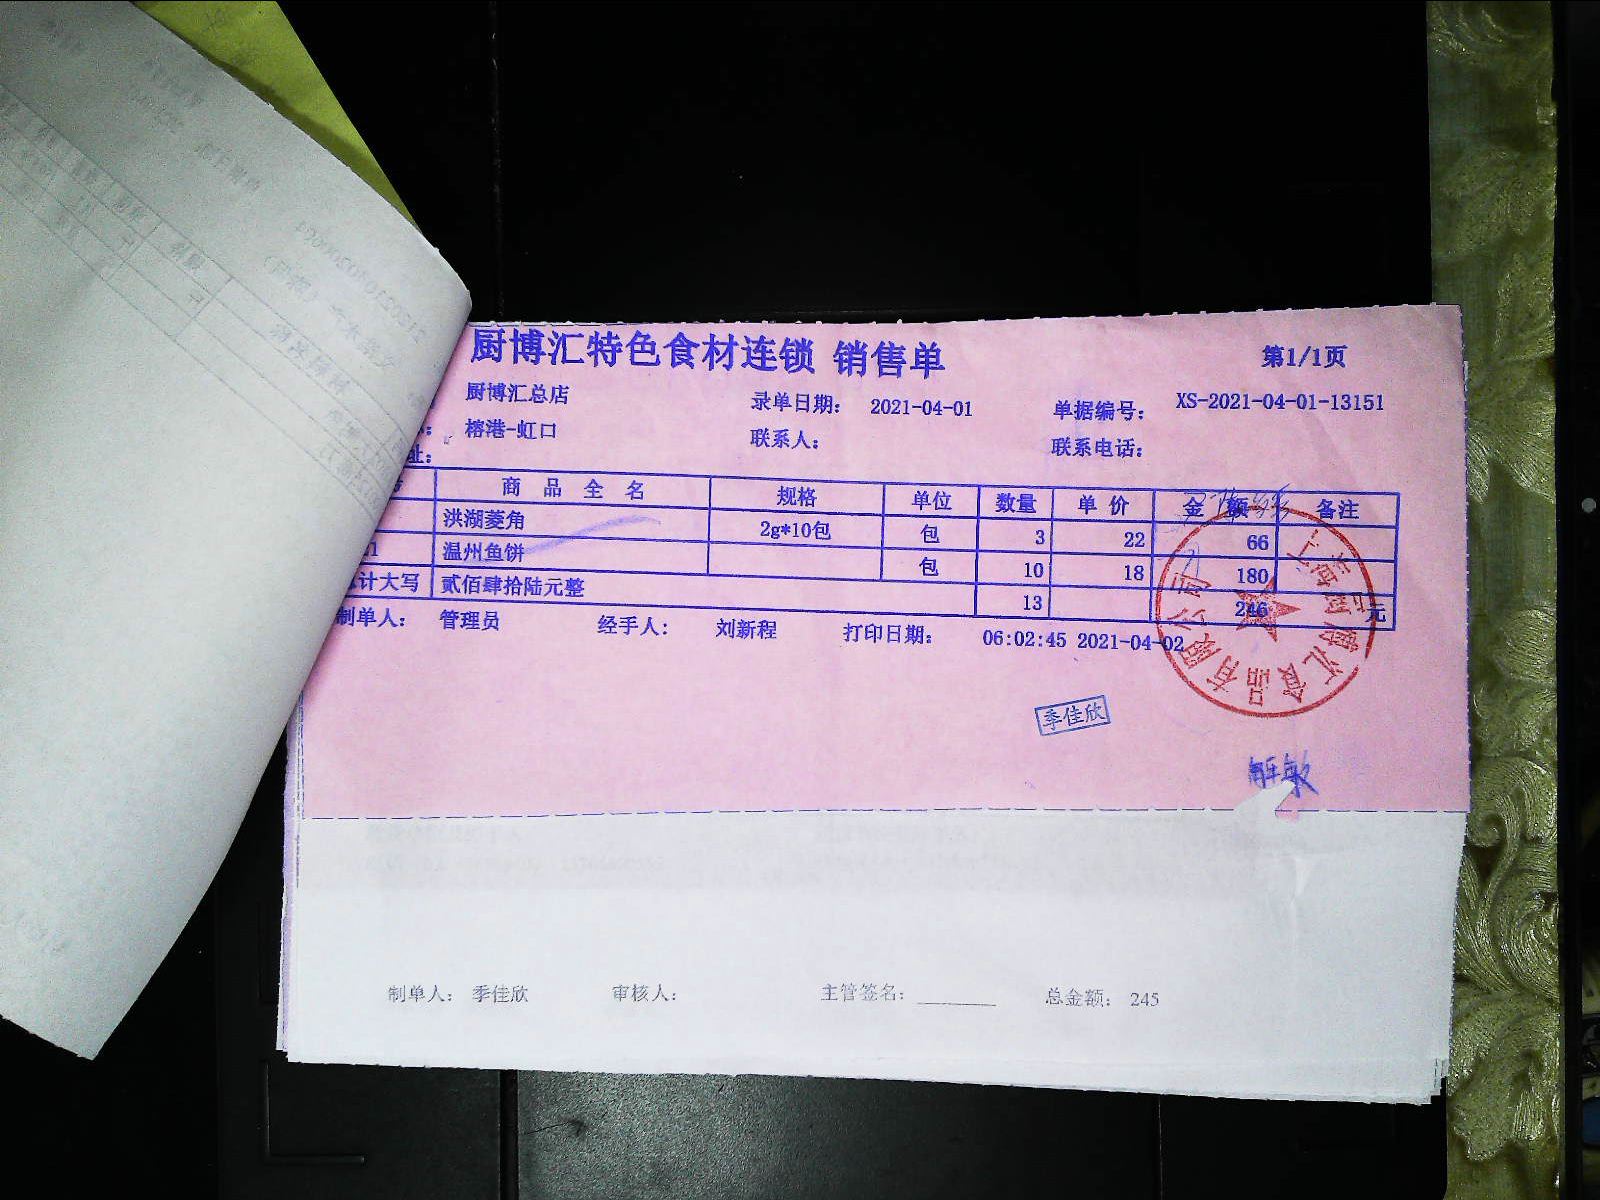 厨博汇特色食材连锁 销售单 第1/1页
厨博汇总店 录单日期: 2021-04-01 单据编号: XS-2021-04-01-13151
榕港-虹口 联系人: 联系电话:
址:
商品全名 规格 单位 数量 单价 金额 备注
洪湖菱角 2g*10包 包 3 22 66
温州鱼饼 包 10 18 180
计大写 贰佰肆拾陆元整 13 246 元
制单人: 管理员 经手人: 刘新程 打印日期: 06:02:45 2021-04-02
季佳欣
制单人: 季佳欣 审核人: 主管签名: 总金额: 245